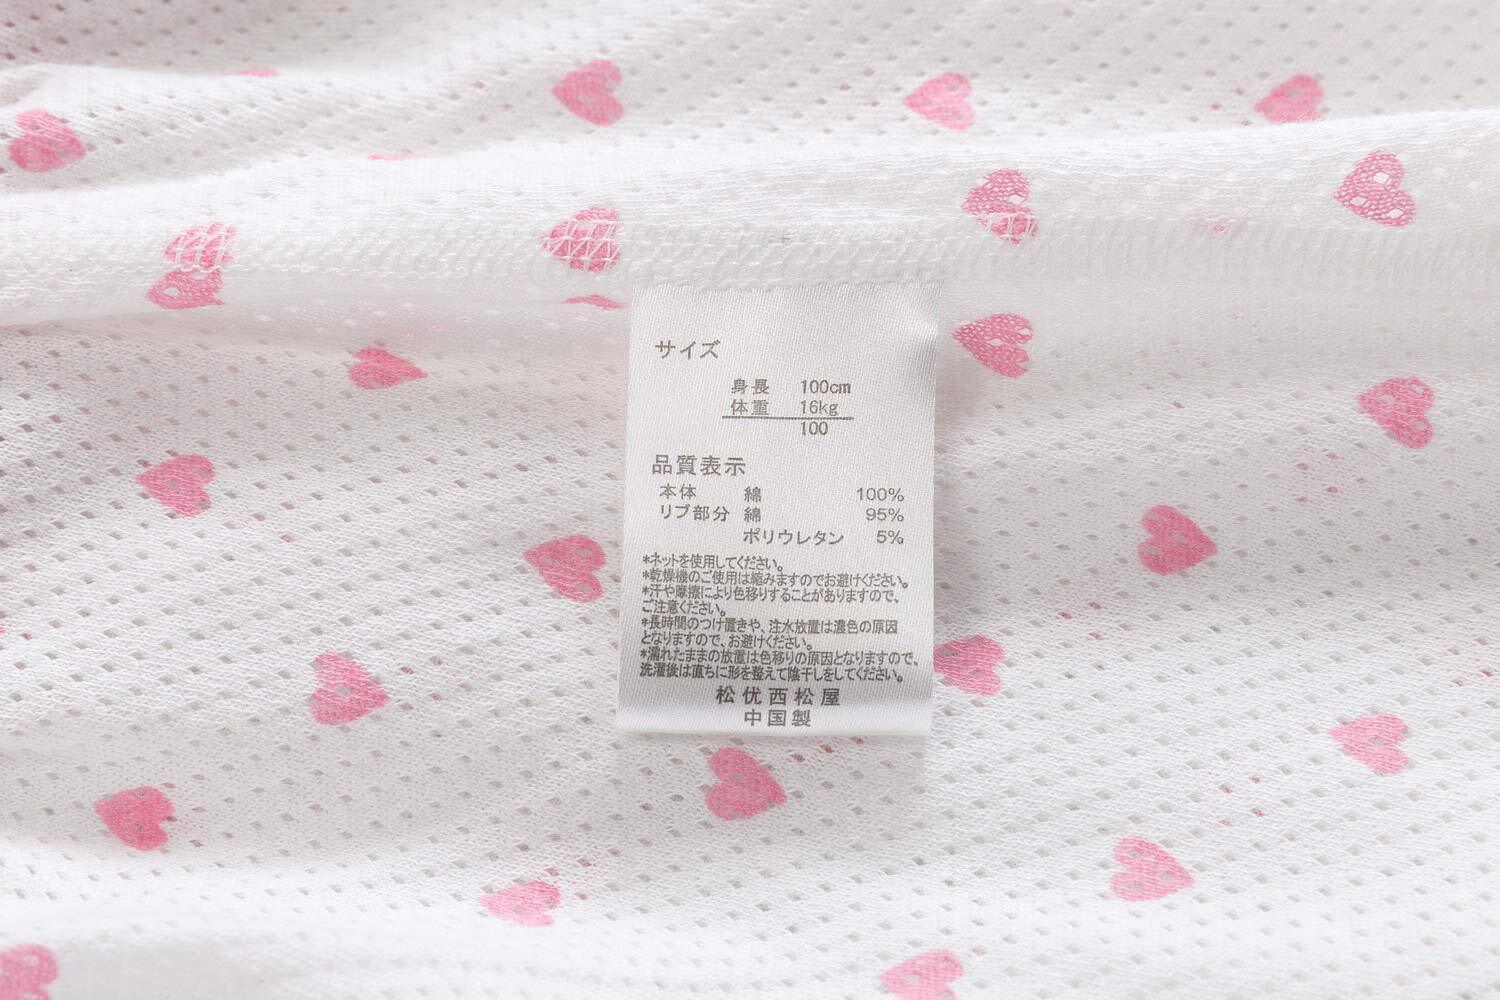 サイズ
身長 100cm
体重 16kg
100
品質表示
本体 綿 100%
リブ部分 綿 95%
ポリウレタン 5%
*ネットを使用してください。
*乾燥機のご使用は縮みますのでお避けください。
*汗や摩擦により色移りすることがありますので、
ご注意ください。
*長時間のつけ置きや、注水放置は濃色の原因
となりますので、お避けください。
*濡れたままの放置は色移りの原因となりますので、
洗濯後は直ちに形を整えて陰干しをしてください。
松优西松屋
中国製